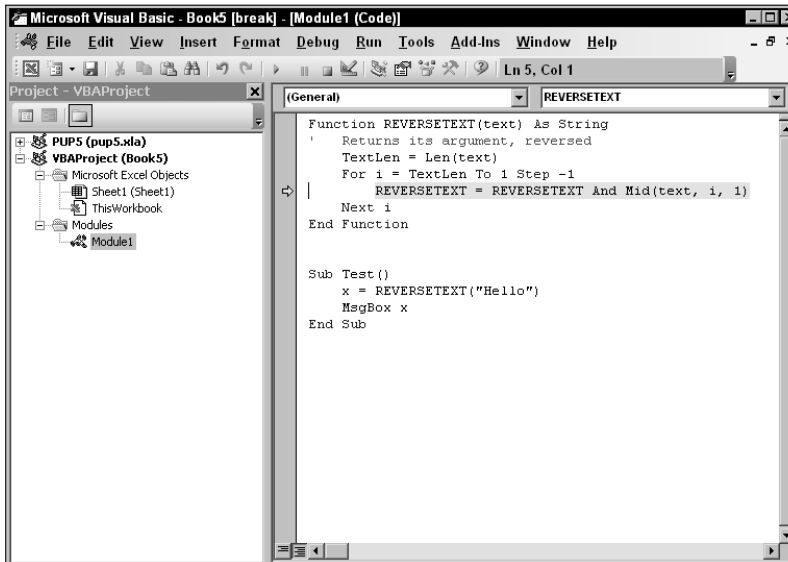 Microsoft Visual Basic - Book5 [break] - [Module1 (Code)]
File Edit View Insert Format Debug Run Tools Add-Ins Window Help
Ln 5, Col 1
Project - VBAProject
PUP5 (pup5.xla)
VBAProject (Book5)
Microsoft Excel Objects
Sheet1 (Sheet1)
ThisWorkbook
Modules
Module1
(General) REVERSETEXT
Function REVERSETEXT(text) As String
' Returns its argument, reversed
TextLen = Len(text)
For i = TextLen To 1 Step -1
REVERSETEXT = REVERSETEXT And Mid(text, i, 1)
Next i
End Function
Sub Test()
x = REVERSETEXT("Hello")
MsgBox x
End Sub